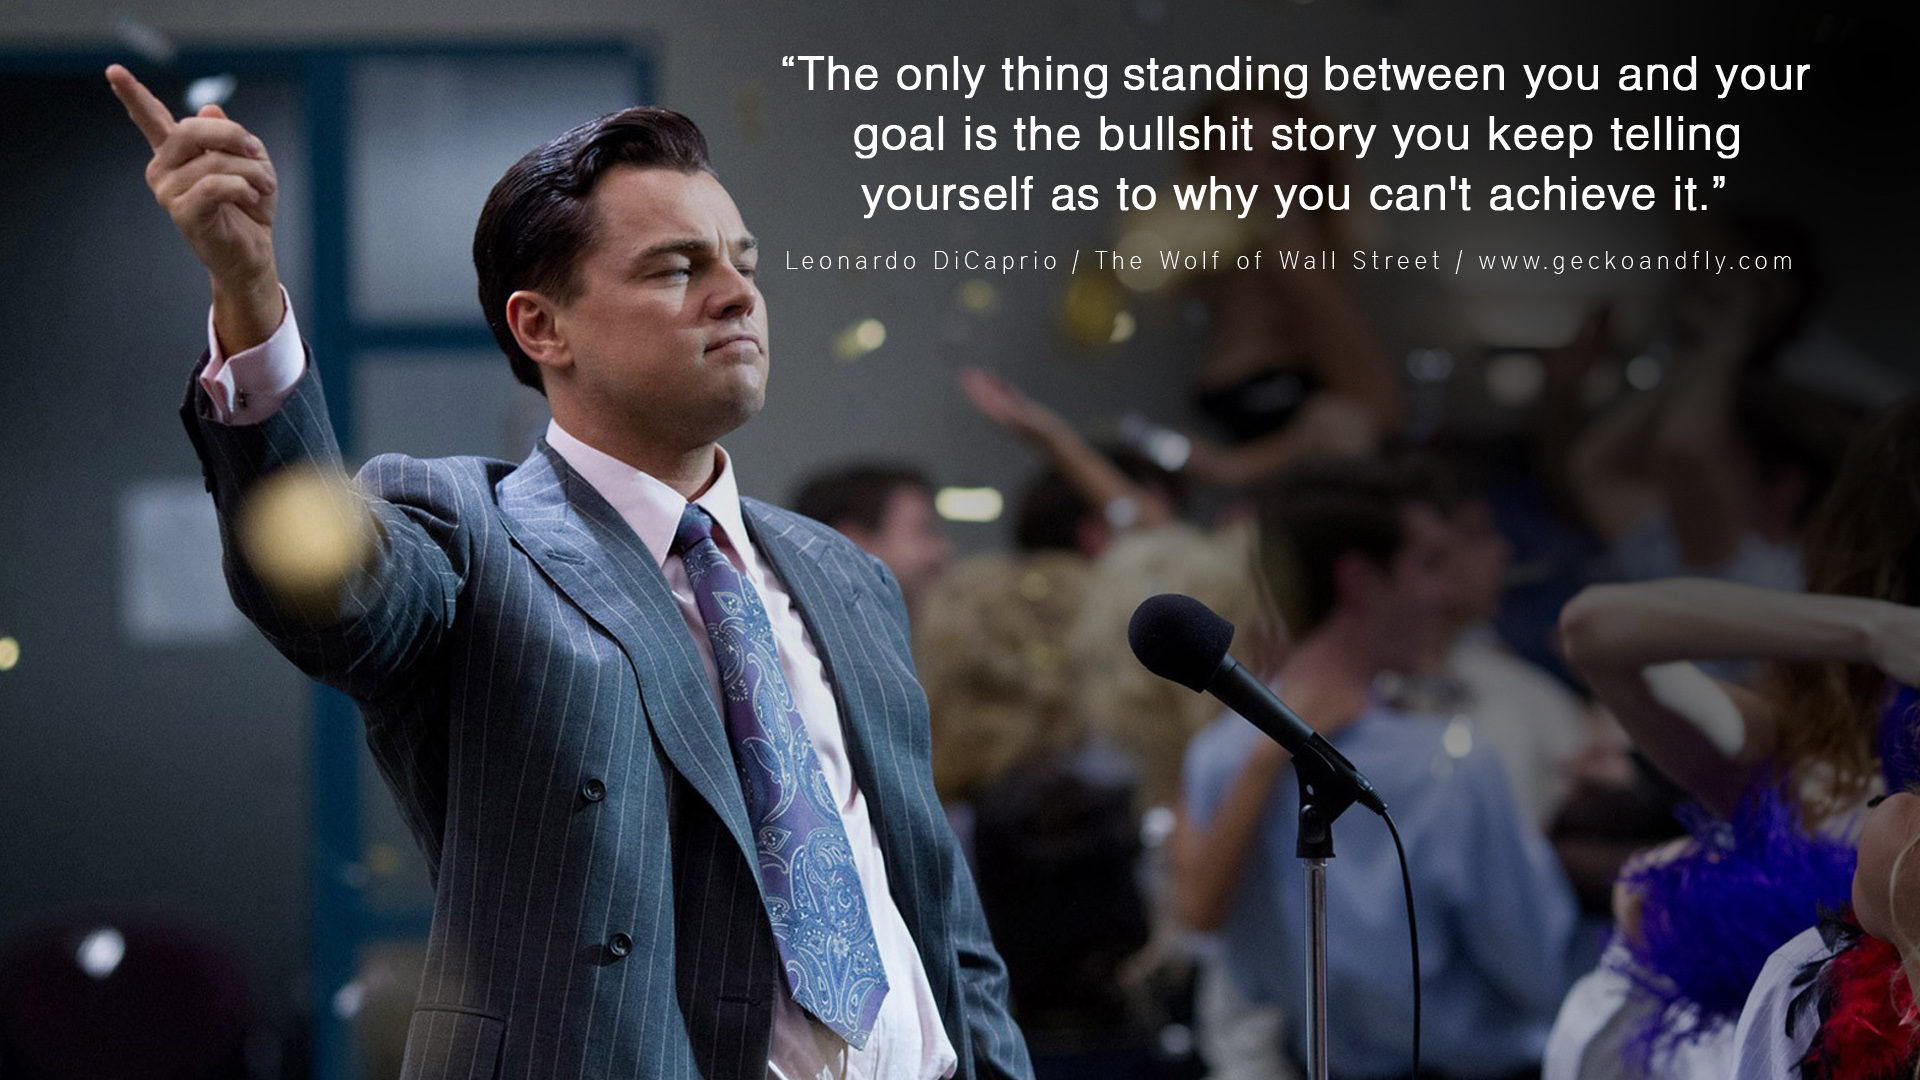 “The only thing standing between you and your
goal is the bullshit story you keep telling
yourself as to why you can't achieve it.”
Leonardo DiCaprio / The Wolf of Wall Street / www.geckoandfly.com